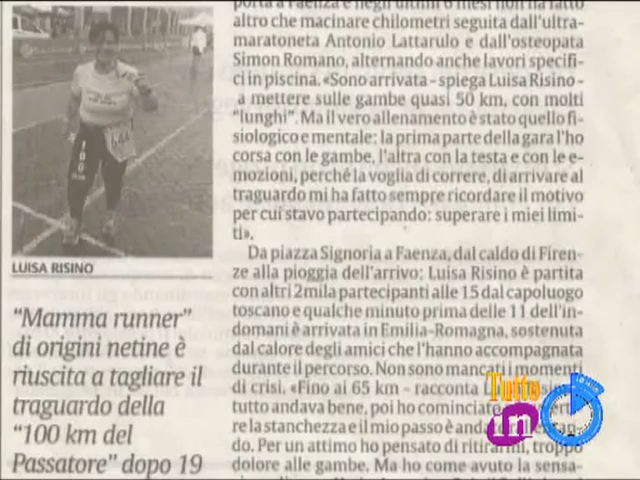 porta a Faenza e negli ultimi 6 mesi non ha fatto
altro che macinare chilometri seguita dall'ultra-
maratoneta Antonio Lattarulo e dall'osteopata
Simon Romano, alternando anche lavori specifi-
ci in piscina. «Sono arrivata - spiega Luisa Risino -
a mettere sulle gambe quasi 50 km, con molti
"lunghi". Ma il vero allenamento è stato quello fi-
siologico e mentale: la prima parte della gara l'ho
corsa con le gambe, l'altra con la testa e con le e-
mozioni, perché la voglia di correre, di arrivare al
traguardo mi ha fatto sempre ricordare il motivo
per cui stavo partecipando: superare i miei limi-
ti».
Da piazza Signoria a Faenza, dal caldo di Firen-
ze alla pioggia dell'arrivo: Luisa Risino è partita
con altri 2mila partecipanti alle 15 dal capoluogo
toscano e qualche minuto prima delle 11 dell'in-
domani è arrivata in Emilia-Romagna, sostenuta
dal calore degli amici che l'hanno accompagnata
durante il percorso. Non sono mancati i momenti
di crisi. «Fino ai 65 km - racconta
tutto andava bene, poi ho cominciato
re la stanchezza e il mio passo è
do. Per un attimo ho pensato di ritirarmi, troppo
dolore alle gambe. Ma ho come avuto la sensa-
644
100
LUISA RISINO
"Mamma runner"
di origini netine è
riuscita a tagliare il
traguardo della
"100 km del
Passatore" dopo 19
Tutto
in